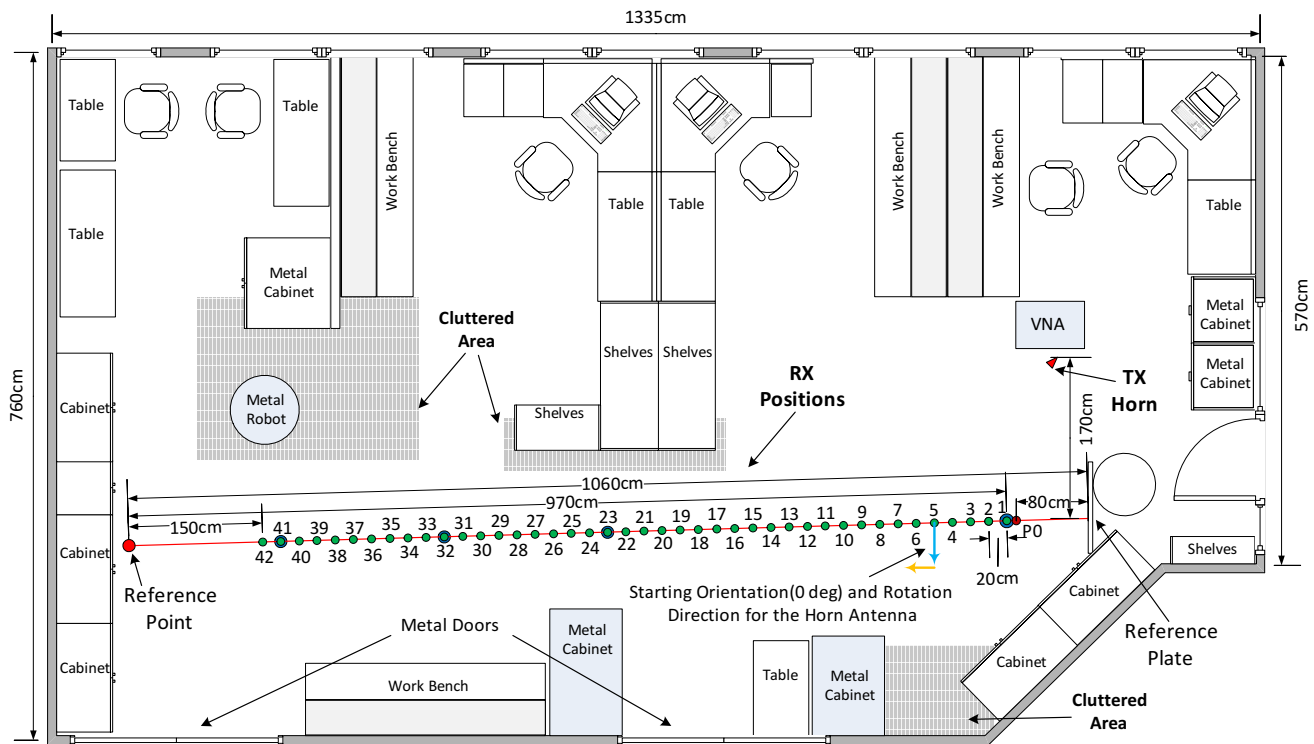 1335cm
Table
Table
Work Bench
Work Bench
Work Bench
Table
Table
Table
Table
Metal
Cabinet
Metal
Cabinet
Metal
Cabinet
570cm
760cm
VNA
Cluttered
Area
Shelves
Shelves
RX
Positions
TX
Horn
Cabinet
Metal
Robot
Shelves
170cm
1060cm
970cm
150cm
80cm
41 39 37 35 33 31 29 27 25 23 21 19 17 15 13 11 9 7 5 3 2 1
42 40 38 36 34 32 30 28 26 24 22 20 18 16 14 12 10 8 6 4 P0
20cm
Cabinet
Shelves
Reference
Point
Starting Orientation(0 deg) and Rotation
Direction for the Horn Antenna
Cabinet
Reference
Plate
Metal Doors
Metal
Cabinet
Cabinet
Cabinet
Work Bench
Table
Metal
Cabinet
Cluttered
Area